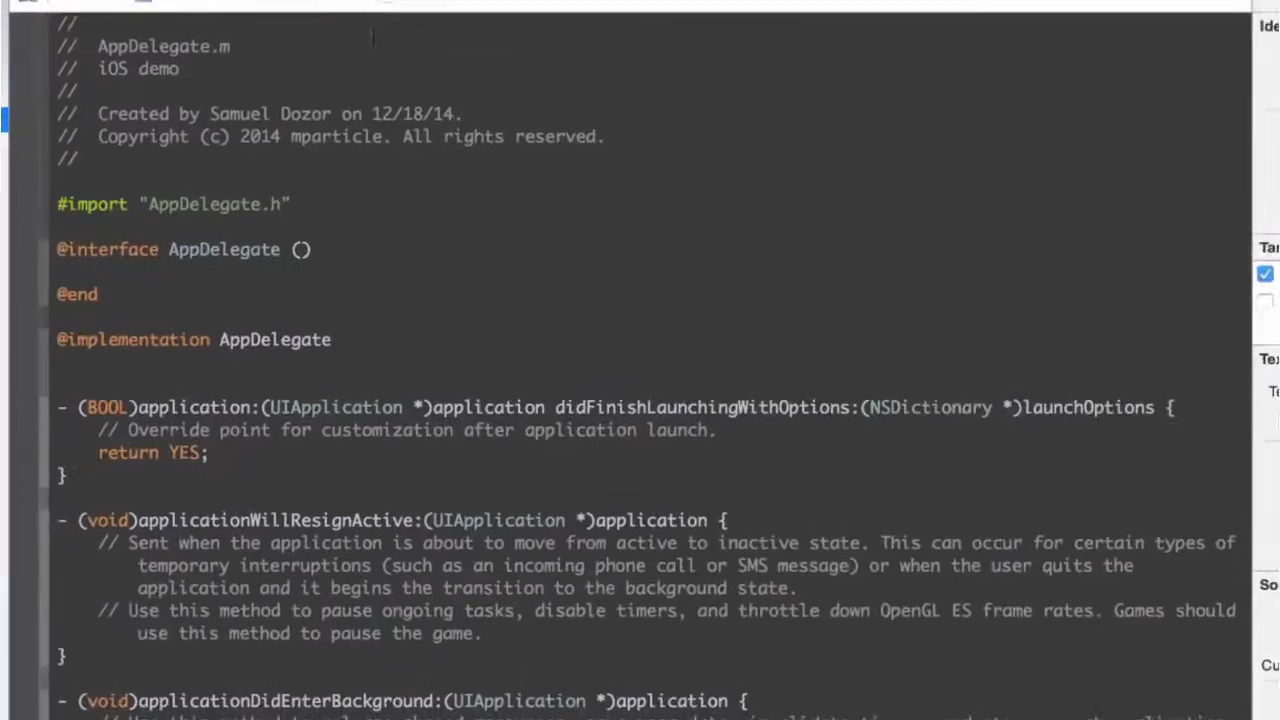 //
// AppDelegate.m
// iOS demo
//
// Created by Samuel Dozor on 12/18/14.
// Copyright (c) 2014 mparticle. All rights reserved.
//
#import "AppDelegate.h"
@interface AppDelegate ()
@end
@implementation AppDelegate
- (BOOL)application:(UIApplication *)application didFinishLaunchingWithOptions:(NSDictionary *)launchOptions {
// Override point for customization after application launch.
return YES;
}
- (void)applicationWillResignActive:(UIApplication *)application {
// Sent when the application is about to move from active to inactive state. This can occur for certain types of
temporary interruptions (such as an incoming phone call or SMS message) or when the user quits the
application and it begins the transition to the background state.
// Use this method to pause ongoing tasks, disable timers, and throttle down OpenGL ES frame rates. Games should
use this method to pause the game.
}
- (void)applicationDidEnterBackground:(UIApplication *)application {